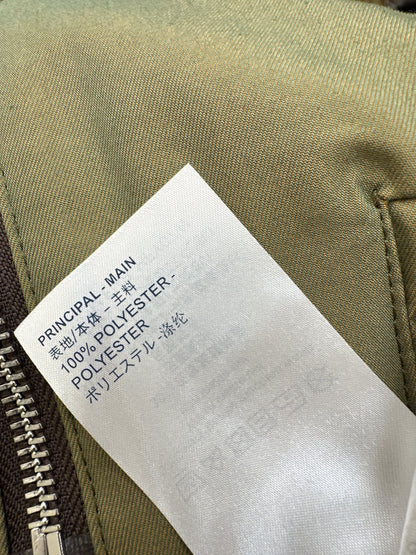 PRINCIPAL - MAIN
表地/本体 - 主料
100% POLYESTER -
POLYESTER
ポリエステル -涤纶